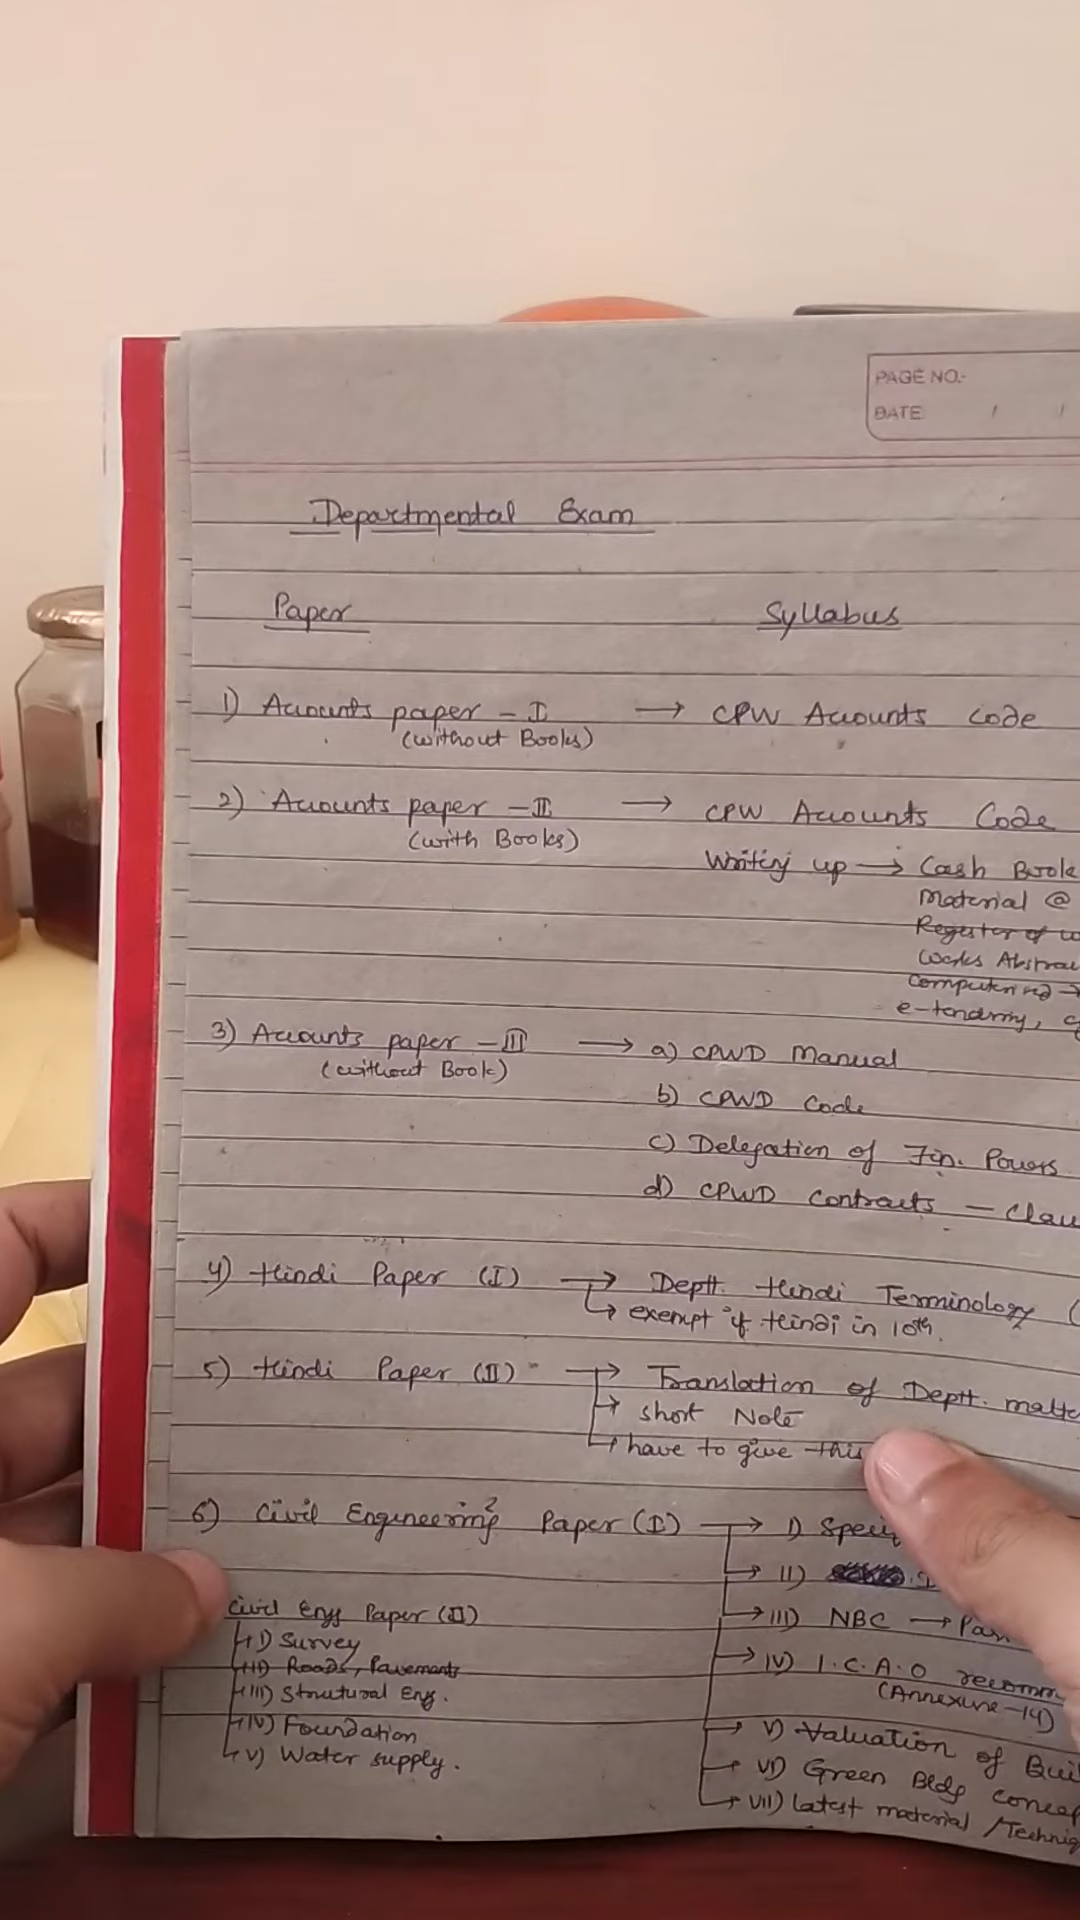 PAGE NO.-
DATE / /
Departmental Exam
Paper Syllabus
1) Accounts paper - I → CPW Accounts Code
(without Books)
2) Accounts paper - II → CPW Accounts Code
(with Books)
Writing up → Cash Book
Material @
Register of
Works
e-
3) Accounts paper - III → a) CPWD Manual
(without Book)
b) CPWD Code
c) Delegation of Fin. Powers
d) CPWD Contracts -
4) Hindi Paper (I) → Deptt. Hindi Terminology (
→ exempt if Hindi in 10th.
5) Hindi Paper (II) → Translation of Deptt.
→ short Note
→ have to give this
6) Civil Engineering Paper (I) → I)
→ II)
→ III) NBC →
→ IV) I.C.A.O
(Annexure-14)
→ V) Valuation of
→ VI) Green Bldg
→ VII) Latest material /
Civil Engg Paper (II)
I) Survey
II) Roads, Pavements
III) Structural Eng.
IV) Foundation
V) Water supply.